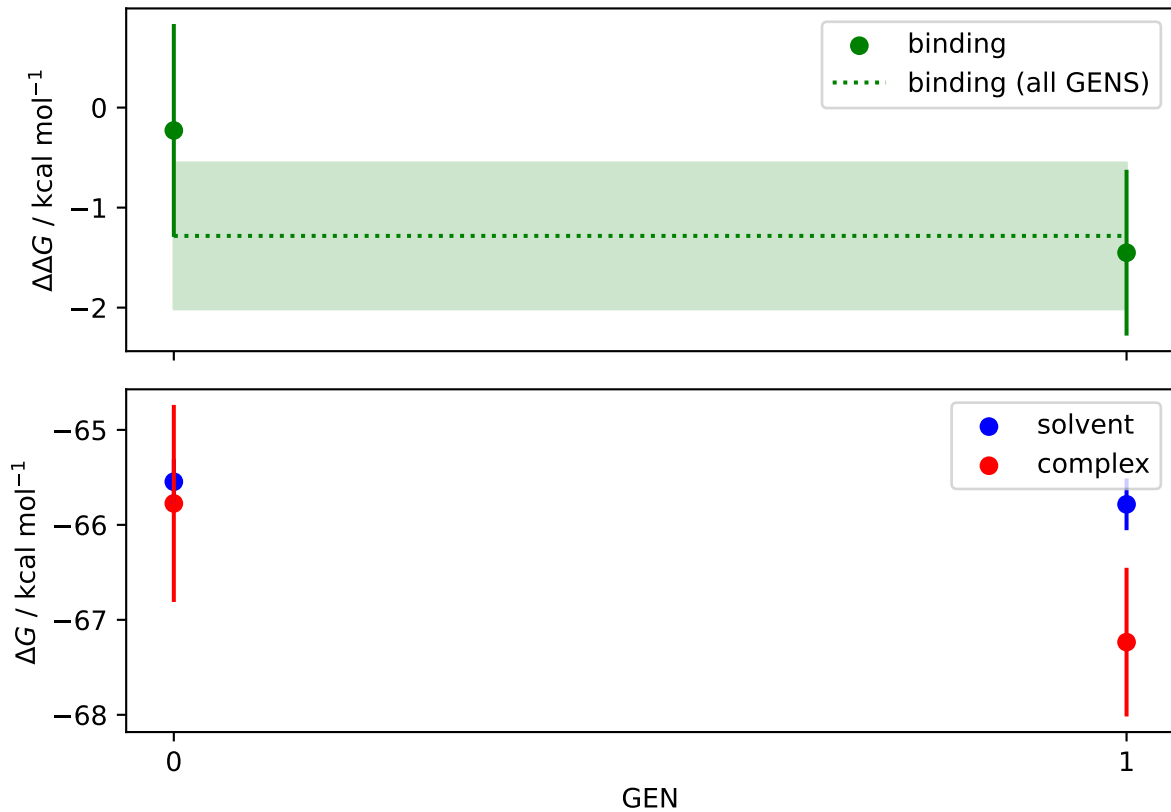 binding
binding (all GENS)
0
−1
−2
ΔΔG / kcal mol⁻¹
solvent
complex
−65
−66
−67
−68
ΔG / kcal mol⁻¹
0
1
GEN